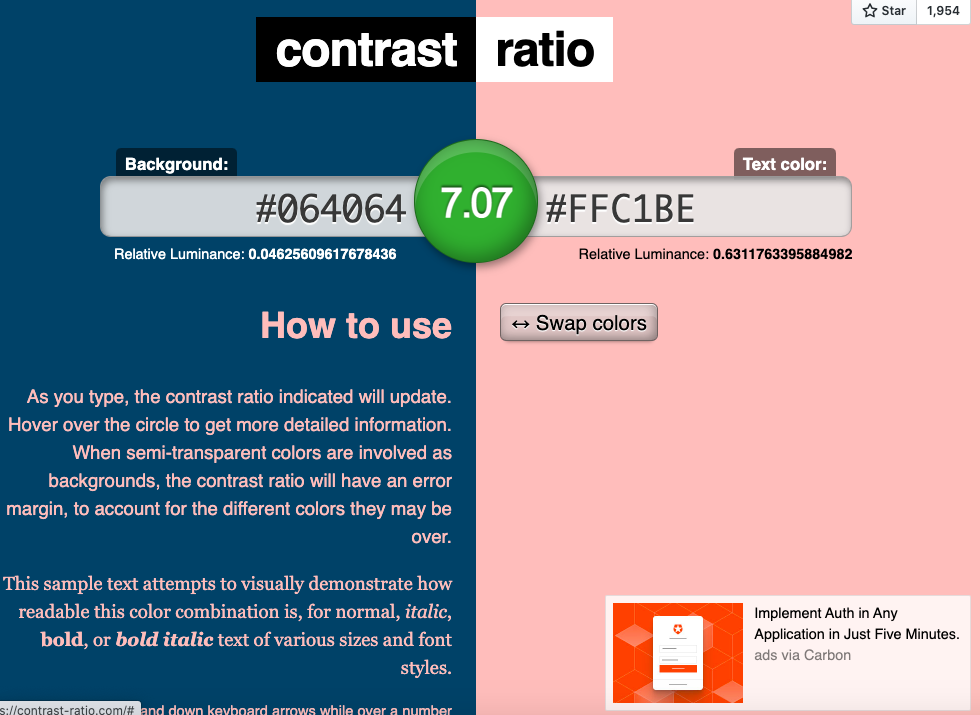 Star 1,954
contrast ratio
Background:
Text color:
#064064 7.07 #FFC1BE
Relative Luminance: 0.04625609617678436
Relative Luminance: 0.6311763395884982
How to use
↔ Swap colors
As you type, the contrast ratio indicated will update.
Hover over the circle to get more detailed information.
When semi-transparent colors are involved as
backgrounds, the contrast ratio will have an error
margin, to account for the different colors they may be
over.
This sample text attempts to visually demonstrate how
readable this color combination is, for normal, italic,
bold, or bold italic text of various sizes and font
styles.
Implement Auth in Any
Application in Just Five Minutes.
ads via Carbon
s://contrast-ratio.com/# and down keyboard arrows while over a number